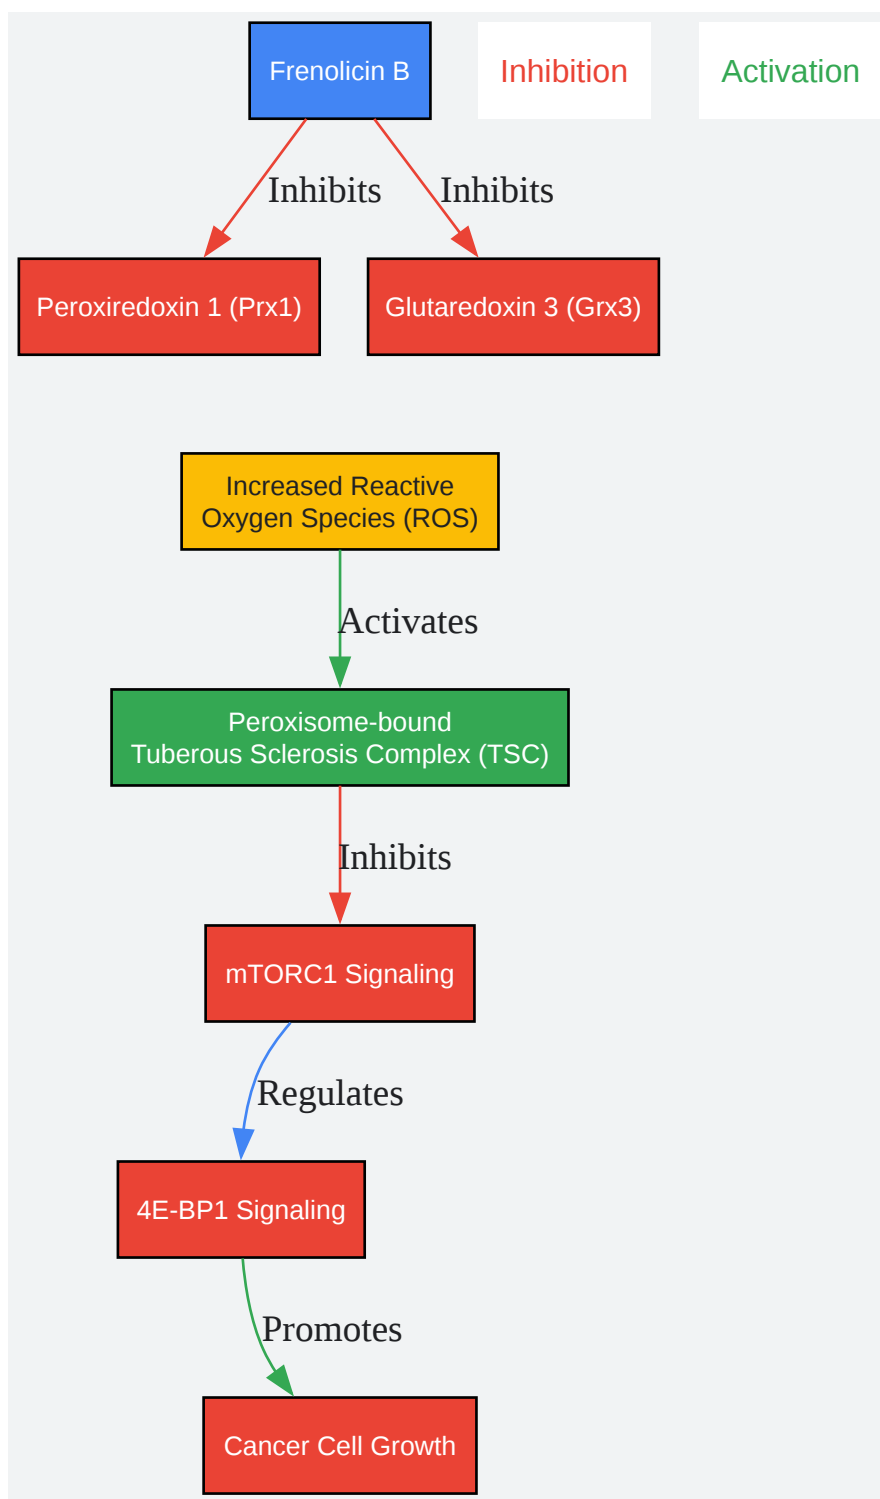 Frenolicin B
Inhibition
Activation
Inhibits
Inhibits
Peroxiredoxin 1 (Prx1)
Glutaredoxin 3 (Grx3)
Increased Reactive
Oxygen Species (ROS)
Activates
Peroxisome-bound
Tuberous Sclerosis Complex (TSC)
Inhibits
mTORC1 Signaling
Regulates
4E-BP1 Signaling
Promotes
Cancer Cell Growth